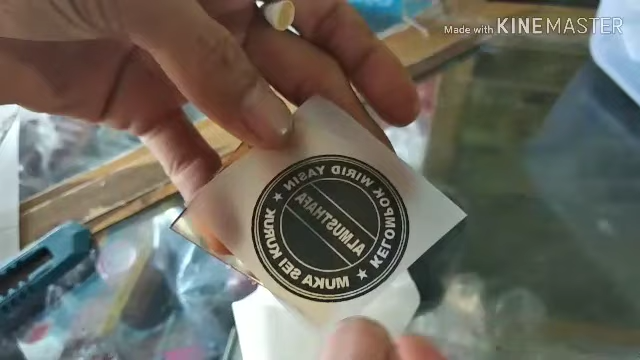 Made with KINEMASTER
KELOMPOK WIRID YASIN
ALMUSTHAFA
★ MUKA SEI KURUK ★